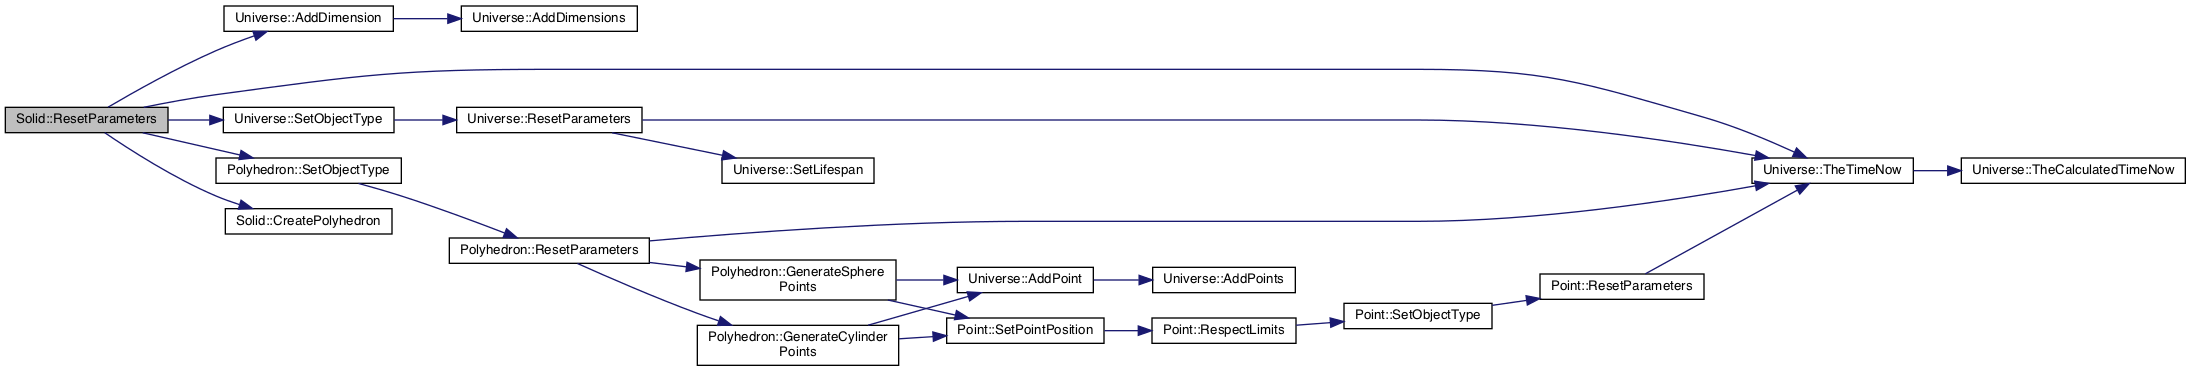 Universe::AddDimension
Universe::AddDimensions
Solid::ResetParameters
Universe::SetObjectType
Universe::ResetParameters
Polyhedron::SetObjectType
Universe::SetLifespan
Universe::TheTimeNow
Universe::TheCalculatedTimeNow
Solid::CreatePolyhedron
Polyhedron::ResetParameters
Polyhedron::GenerateSphere
Points
Universe::AddPoint
Universe::AddPoints
Point::ResetParameters
Point::SetObjectType
Polyhedron::GenerateCylinder
Points
Point::SetPointPosition
Point::RespectLimits